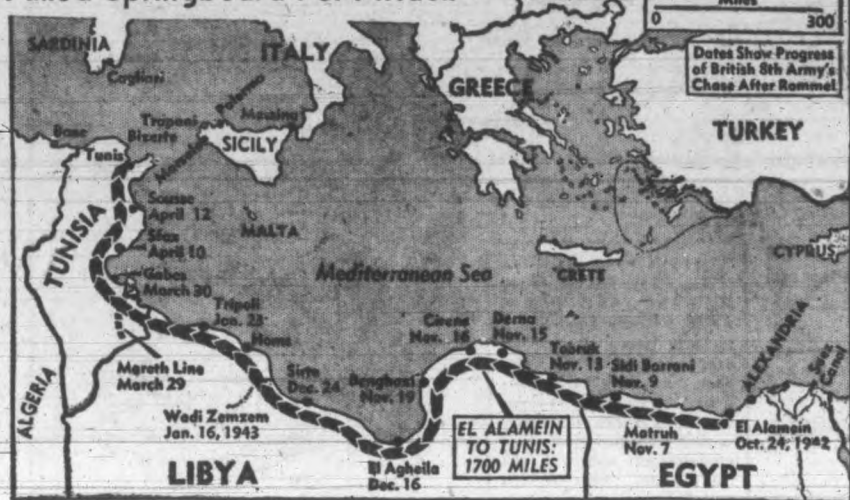 Miles
0 300
Dates Show Progress
of British 8th Army's
Chase After Rommel
SARDINIA
Cagliari
ITALY
GREECE
TURKEY
Palermo
Messina
Trapani
Bizerte
Marsala
SICILY
Bone
Tunis
TUNISIA
Sousse
April 12
Sfax
April 10
Gabes
March 30
MALTA
Mediterranean Sea
CRETE
CYPRUS
Tripoli
Jan. 23
Homs
Mareth Line
March 29
ALGERIA
Wadi Zemzem
Jan. 16, 1943
Sirte
Dec. 24
Benghazi
Nov. 19
Cirene
Nov. 16
Derna
Nov. 15
Tobruk
Nov. 13
Sidi Barrani
Nov. 9
ALEXANDRIA
Suez
Canal
EL ALAMEIN
TO TUNIS:
1700 MILES
Matruh
Nov. 7
El Alamein
Oct. 24, 1942
El Agheila
Dec. 16
LIBYA
EGYPT